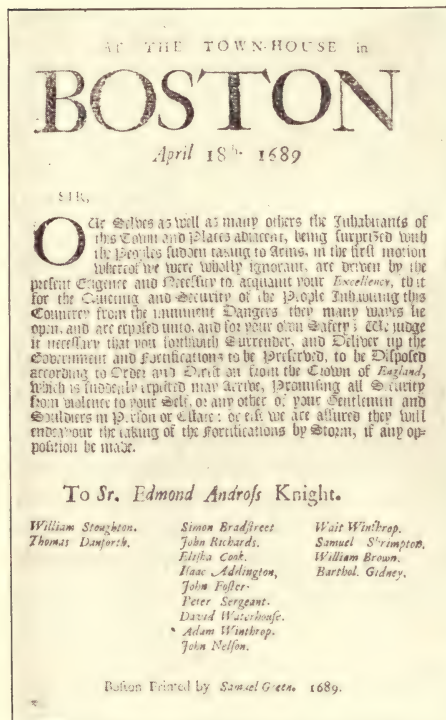 AT THE TOWN-HOUSE in
BOSTON
April 18th. 1689
SIR,
OUr Selves as well as many others the Inhabitants of
this Town and Places adjacent, being surprized with
the Peoples sudden taking to Arms, in the first motion
whereof we were wholly ignorant, are driven by the
present Exigence and Necessity to acquaint your Excellency, that
for the Quieting and Security of the People Inhabiting this
Countrey from the imminent Dangers they many wayes lie
open, and are exposed unto, and for your own Safety; We judge
it necessary that you forthwith Surrender, and Deliver up the
Government and Fortifications to be Preserved, to be Disposed
according to Order and Direction from the Crown of England,
which is suddenly expected may Arrive, Promising all Security
from violence to your Self, or any other of your Gentlemen and
Souldiers in Person or Estate: or else we are assured they will
endeavour the taking of the Fortifications by Storm, if any op-
position be made.
To Sr. Edmond Andross Knight.
William Stoughton.
Thomas Danforth.
Simon Bradstreet
John Richards.
Elisha Cook.
Isaac Addington,
John Foster.
Peter Sergeant.
David Waterhouse.
Adam Winthrop.
John Nelson.
Wait Winthrop.
Samuel Shrimpton.
William Brown.
Barthol. Gidney.
Boston Printed by Samuel Green. 1689.